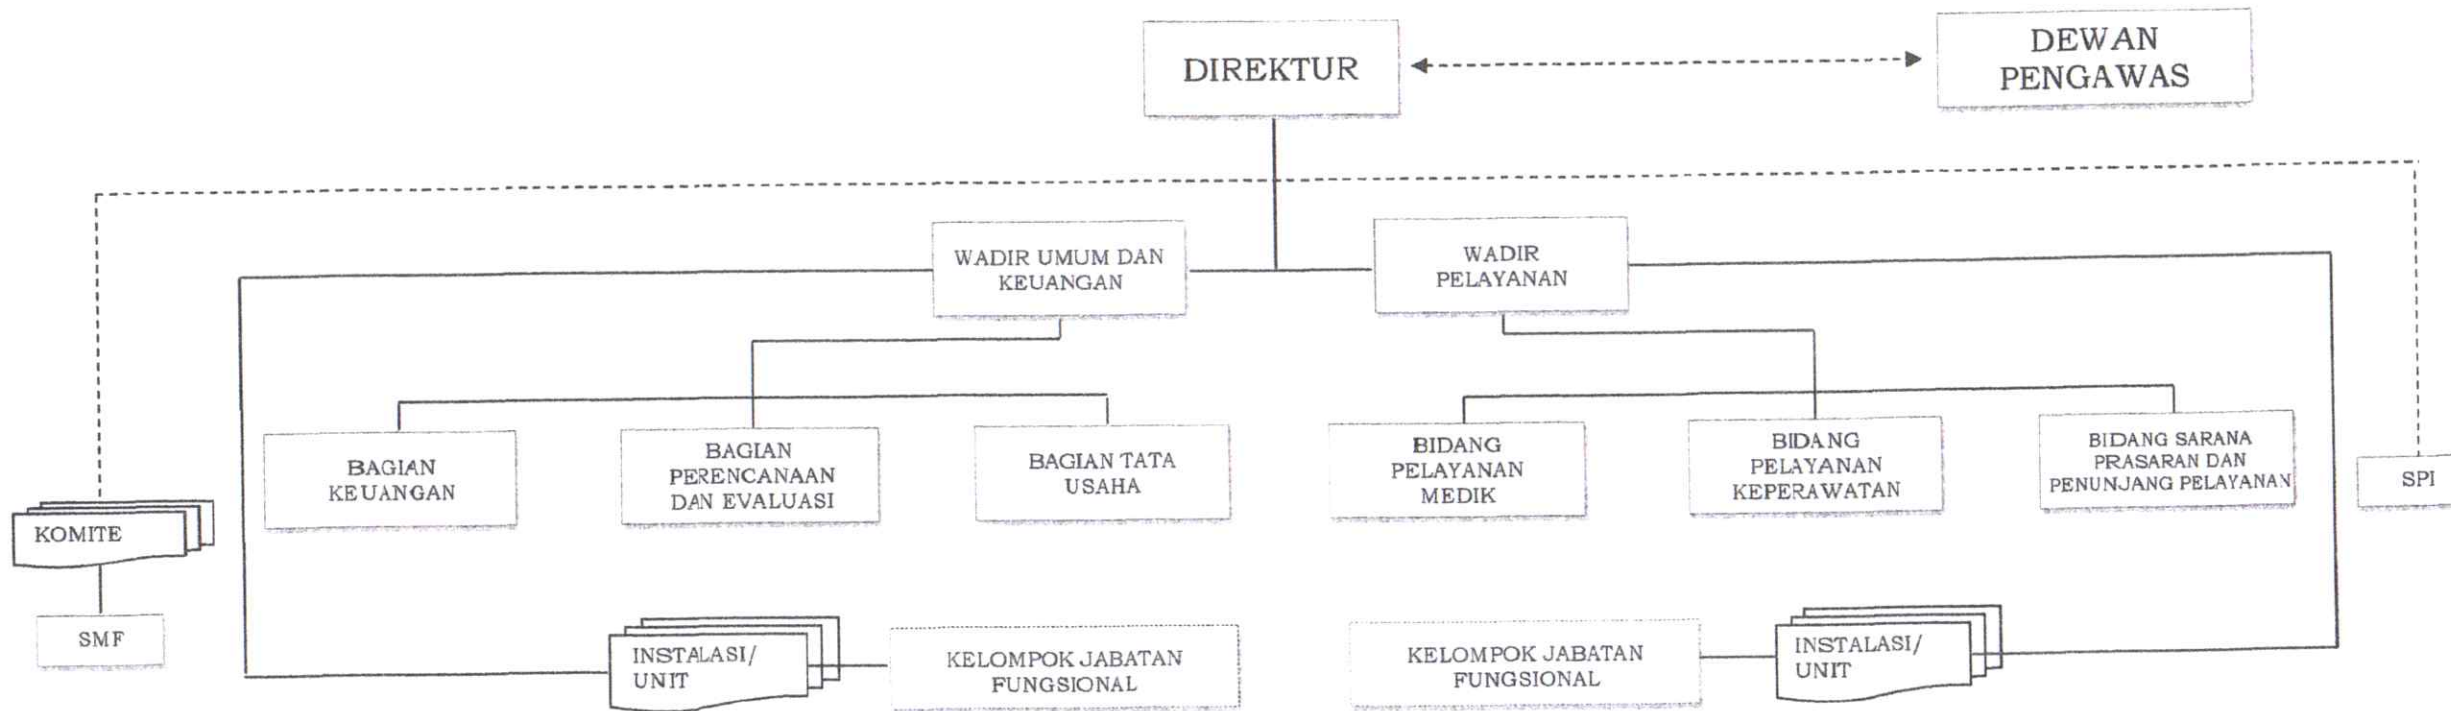 DIREKTUR
DEWAN
PENGAWAS
WADIR UMUM DAN
KEUANGAN
WADIR
PELAYANAN
BAGIAN
KEUANGAN
BAGIAN
PERENCANAAN
DAN EVALUASI
BAGIAN TATA
USAHA
BIDANG
PELAYANAN
MEDIK
BIDANG
PELAYANAN
KEPERAWATAN
BIDANG SARANA
PRASARAN DAN
PENUNJANG PELAYANAN
SPI
KOMITE
SMF
INSTALASI/
UNIT
KELOMPOK JABATAN
FUNGSIONAL
KELOMPOK JABATAN
FUNGSIONAL
INSTALASI/
UNIT